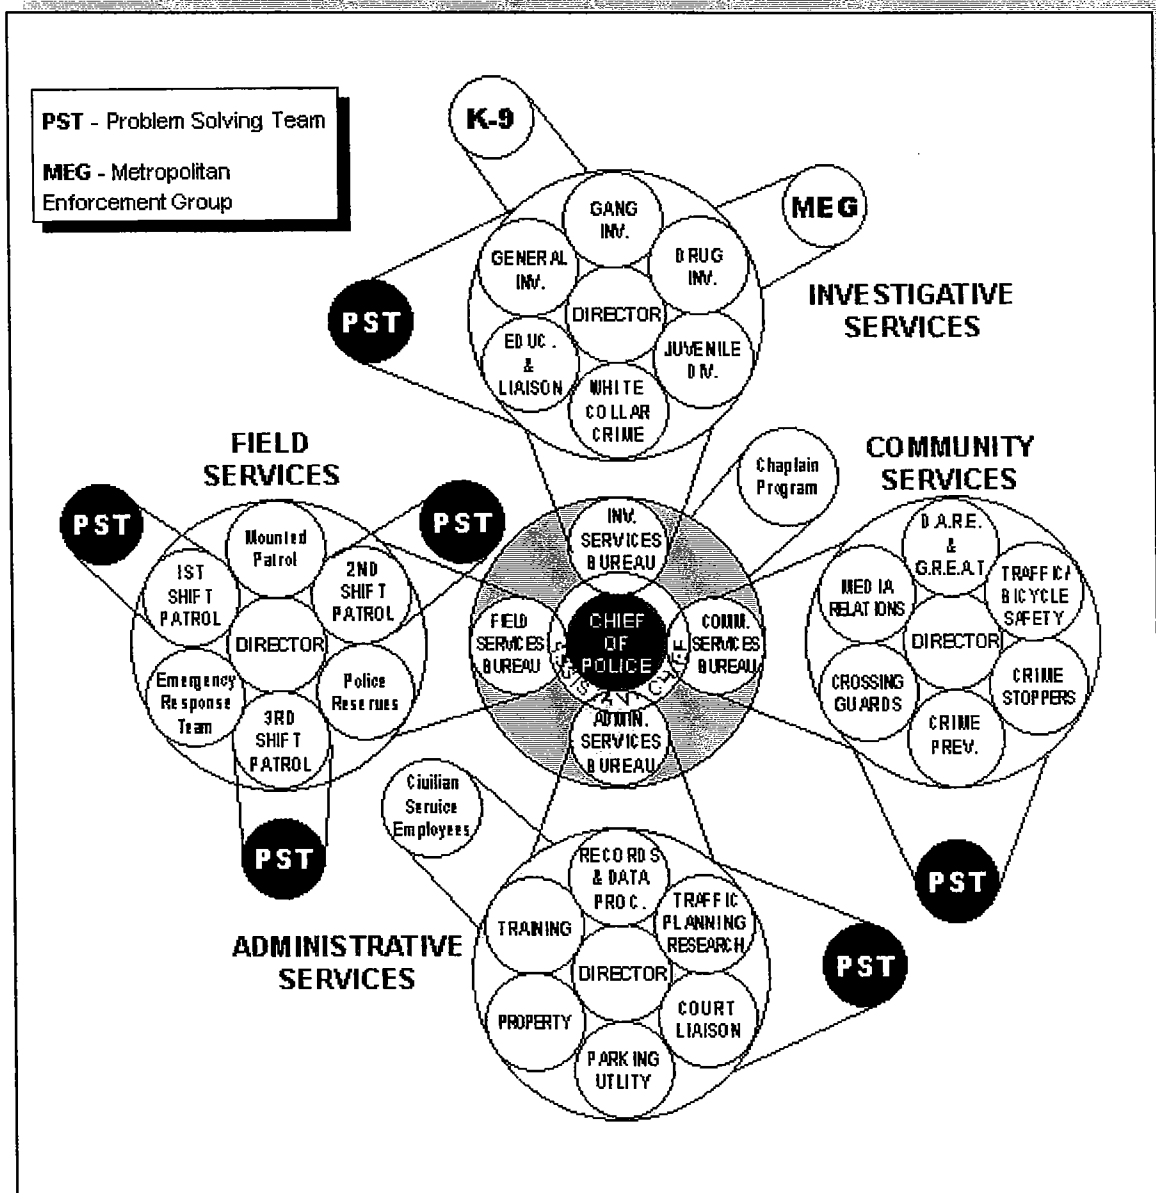 PST - Problem Solving Team
MEG - Metropolitan
Enforcement Group
K-9
MEG
GANG
INV.
GENERAL
INV.
DRUG
INV.
DIRECTOR
EDUC.
&
LIAISON
JUVENILE
DIV.
WHITE
COLLAR
CRIME
PST
INVESTIGATIVE
SERVICES
FIELD
SERVICES
PST
PST
Mounted
Patrol
1ST
SHIFT
PATROL
2ND
SHIFT
PATROL
DIRECTOR
Emergency
Response
Team
Police
Reserves
3RD
SHIFT
PATROL
PST
Chaplain
Program
INV.
SERVICES
BUREAU
FIELD
SERVICES
BUREAU
CHIEF
OF
POLICE
ASSISTANT CHIEF
COMM.
SERVICES
BUREAU
ADMIN.
SERVICES
BUREAU
COMMUNITY
SERVICES
D.A.R.E.
&
G.R.E.A.T.
MEDIA
RELATIONS
TRAFFIC/
BICYCLE
SAFETY
DIRECTOR
CROSSING
GUARDS
CRIME
STOPPERS
CRIME
PREV.
PST
Civilian
Service
Employees
ADMINISTRATIVE
SERVICES
RECORDS
& DATA
PROC.
TRAINING
TRAFFIC
PLANNING
RESEARCH
DIRECTOR
PROPERTY
COURT
LIAISON
PARKING
UTLITY
PST